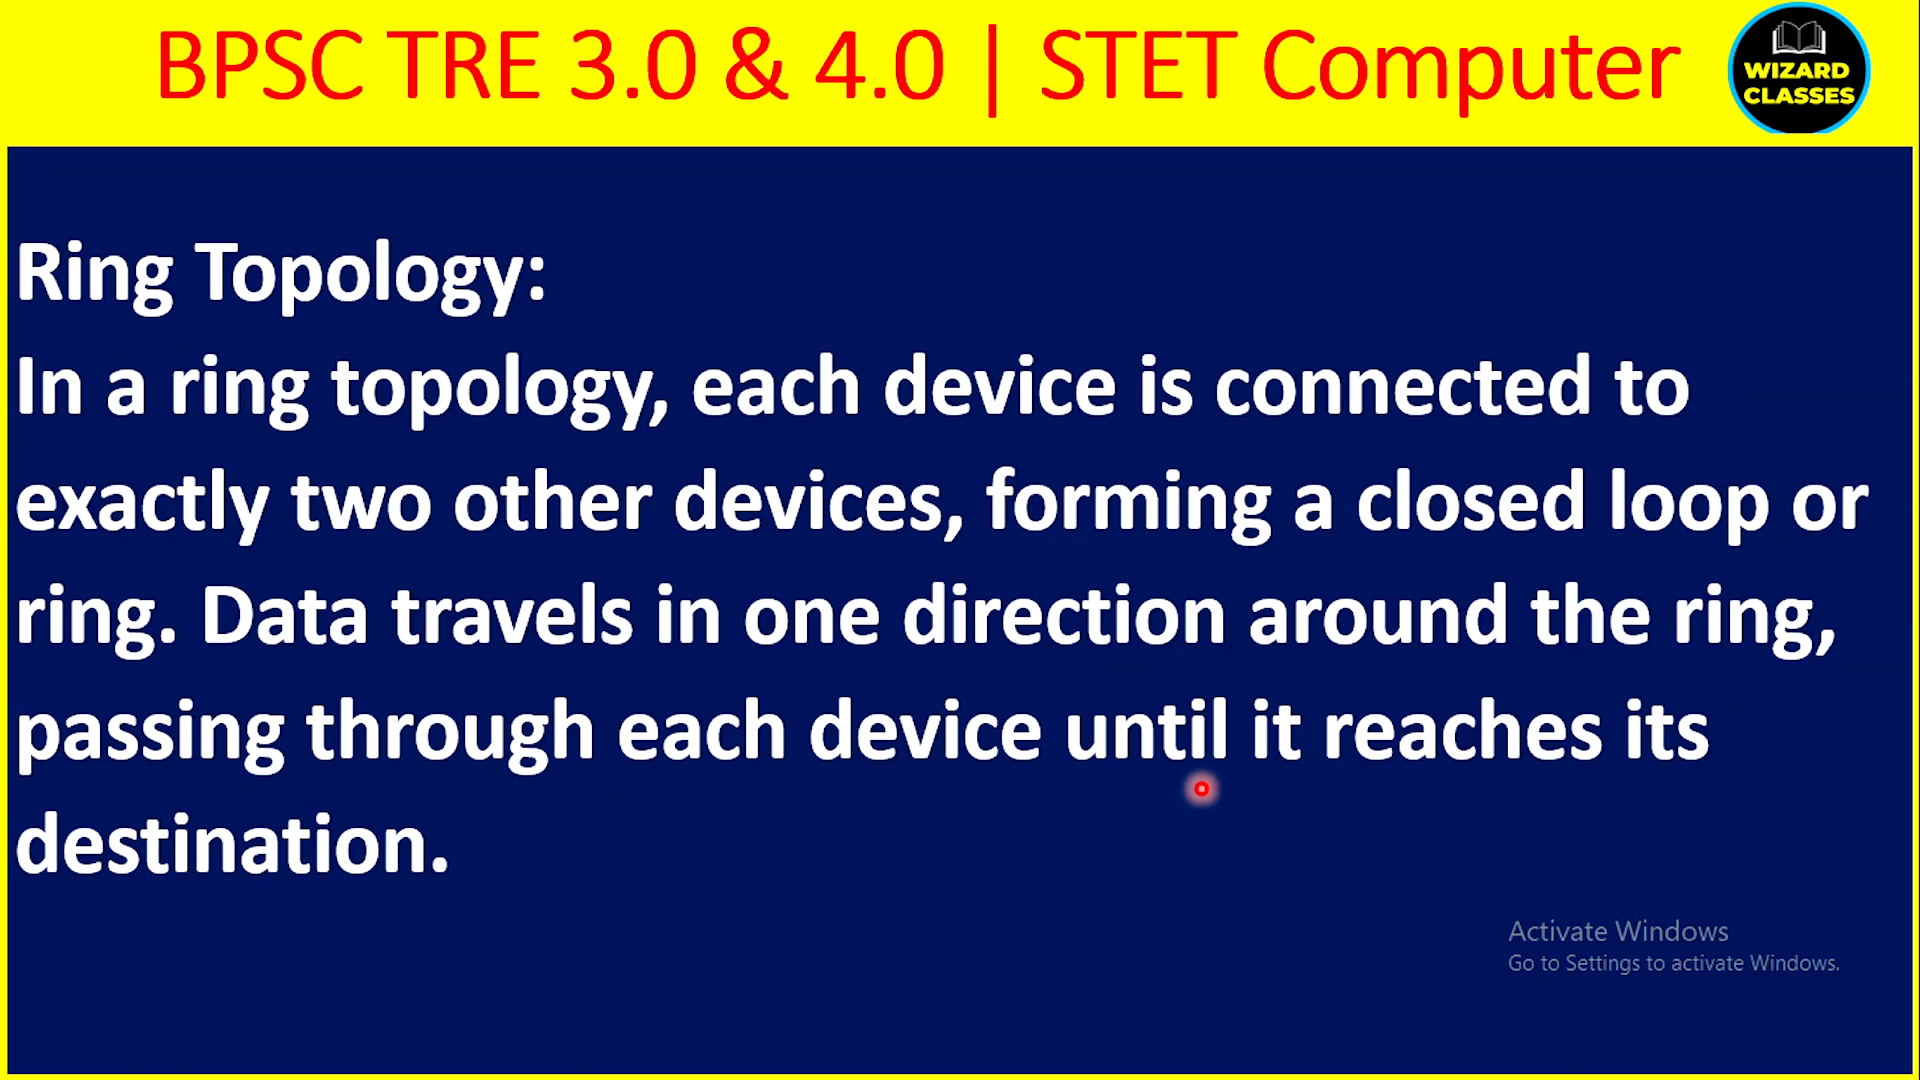 BPSC TRE 3.0 & 4.0 | STET Computer
WIZARD
CLASSES
Ring Topology:
In a ring topology, each device is connected to
exactly two other devices, forming a closed loop or
ring. Data travels in one direction around the ring,
passing through each device until it reaches its
destination.
Activate Windows
Go to Settings to activate Windows.